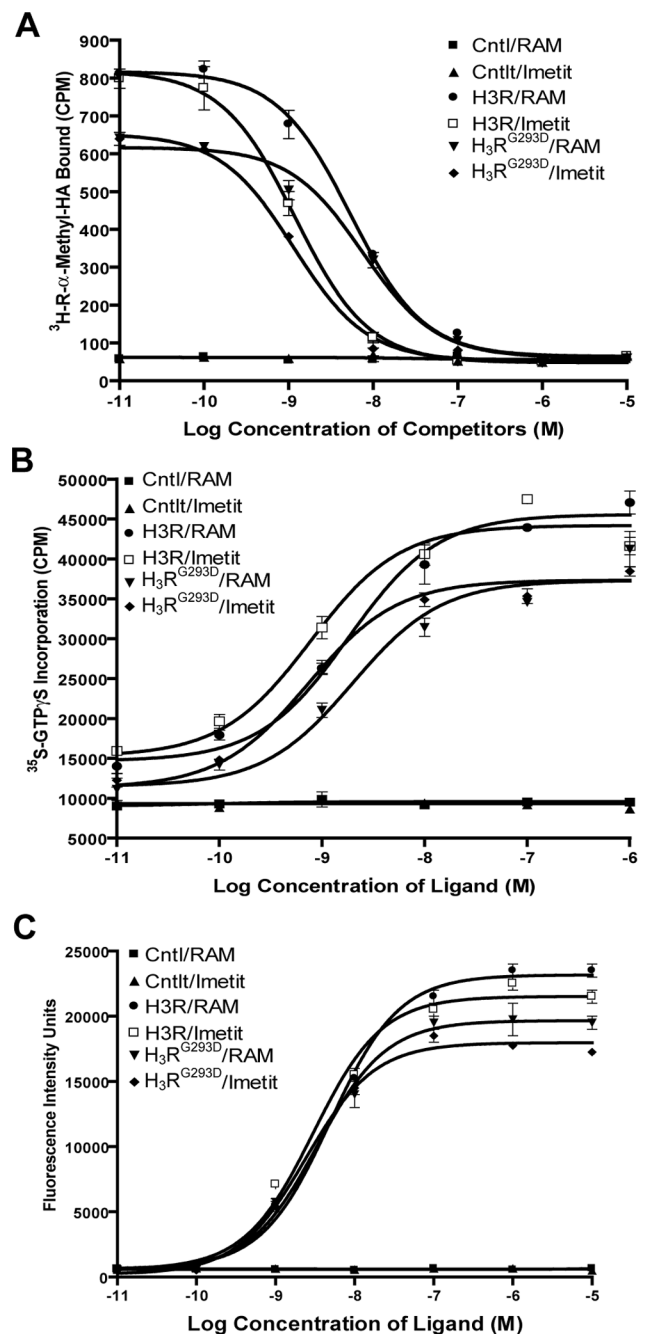 A
900
800
700
600
500
400
300
200
100
0
³H-R-α-Methyl-HA Bound (CPM)
Cntl/RAM
Cntlt/Imetit
H3R/RAM
H3R/Imetit
H₃R^G293D/RAM
H₃R^G293D/Imetit
-11 -10 -9 -8 -7 -6 -5
Log Concentration of Competitors (M)
B
50000
45000
40000
35000
30000
25000
20000
15000
10000
5000
³⁵S-GTPγS Incorporation (CPM)
Cntl/RAM
Cntlt/Imetit
H3R/RAM
H3R/Imetit
H₃R^G293D/RAM
H₃R^G293D/Imetit
-11 -10 -9 -8 -7 -6
Log Concentration of Ligand (M)
C
25000
20000
15000
10000
5000
0
Fluorescence Intensity Units
Cntl/RAM
Cntlt/Imetit
H3R/RAM
H3R/Imetit
H₃R^G293D/RAM
H₃R^G293D/Imetit
-11 -10 -9 -8 -7 -6 -5
Log Concentration of Ligand (M)